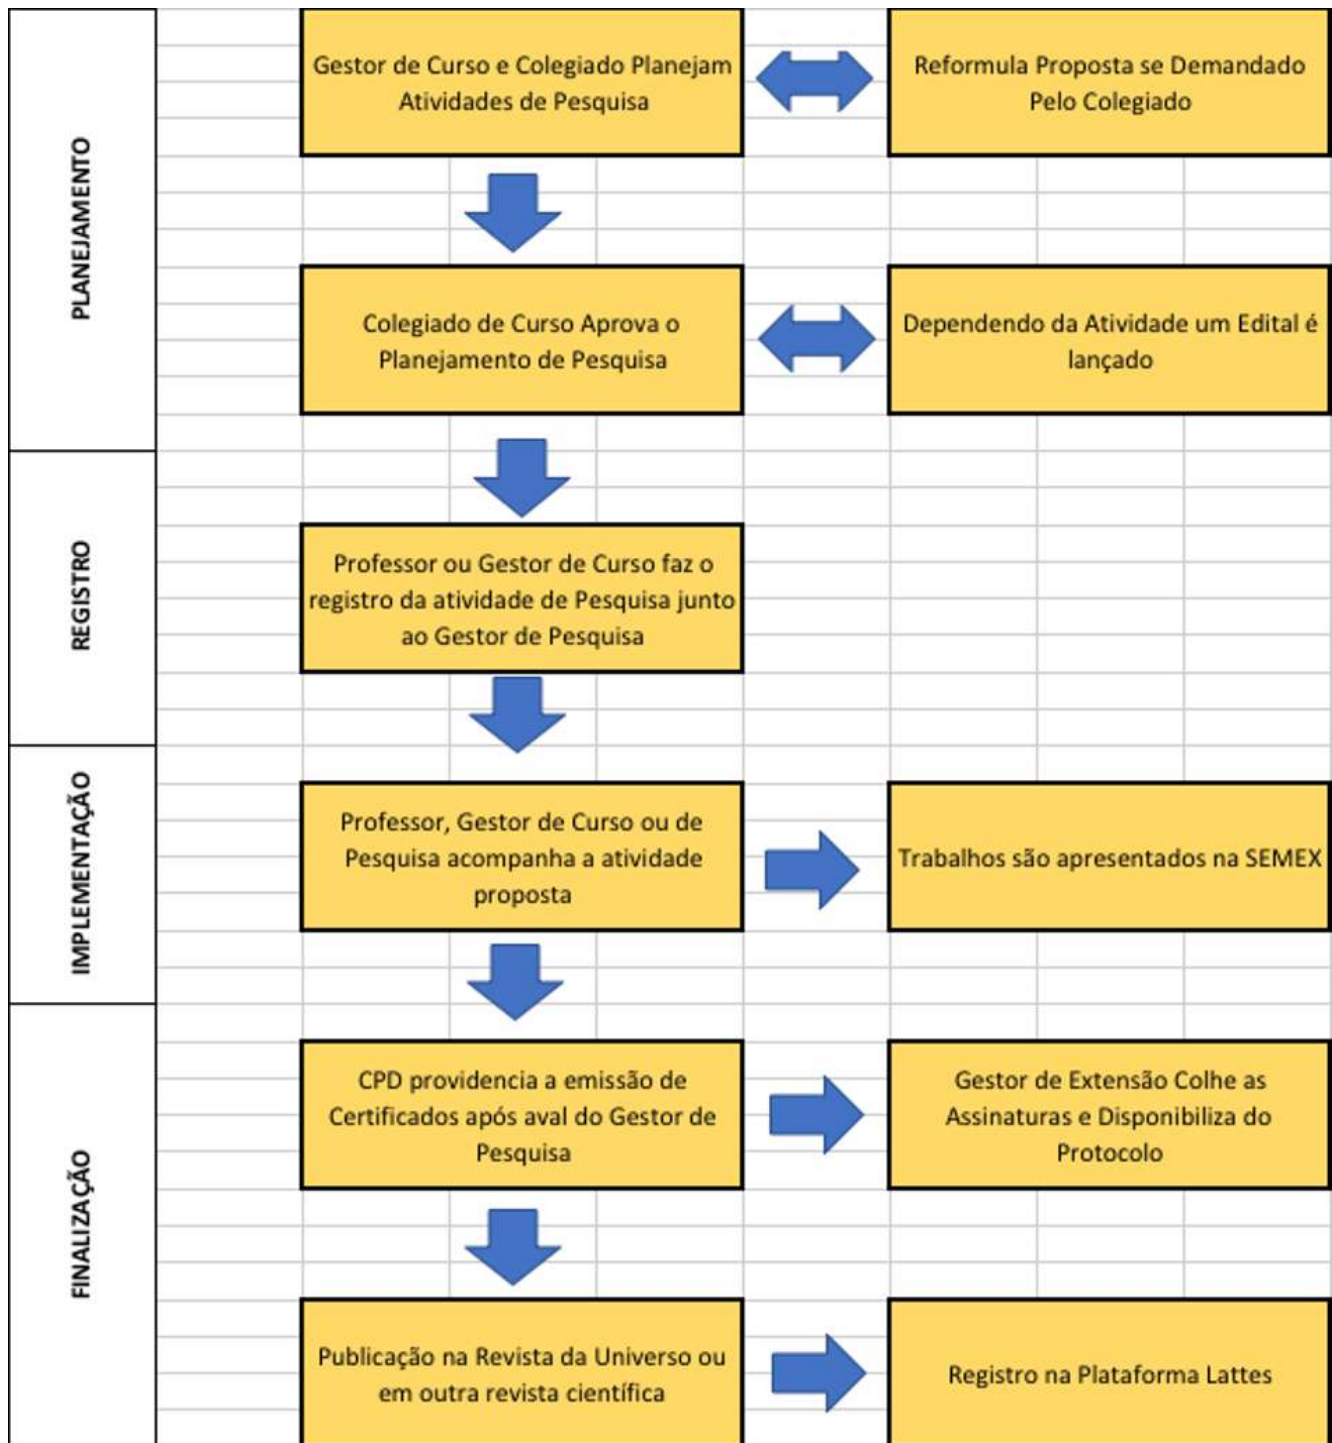 PLANEJAMENTO
Gestor de Curso e Colegiado Planejam
Atividades de Pesquisa
Reformula Proposta se Demandado
Pelo Colegiado
Colegiado de Curso Aprova o
Planejamento de Pesquisa
Dependendo da Atividade um Edital é
lançado
REGISTRO
Professor ou Gestor de Curso faz o
registro da atividade de Pesquisa junto
ao Gestor de Pesquisa
IMPLEMENTAÇÃO
Professor, Gestor de Curso ou de
Pesquisa acompanha a atividade
proposta
Trabalhos são apresentados na SEMEX
FINALIZAÇÃO
CPD providencia a emissão de
Certificados após aval do Gestor de
Pesquisa
Gestor de Extensão Colhe as
Assinaturas e Disponibiliza do
Protocolo
Publicação na Revista da Universo ou
em outra revista científica
Registro na Plataforma Lattes